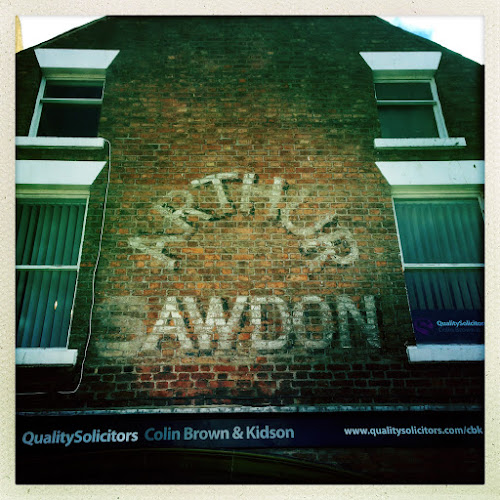 ARTHUR
SAWDON
QualitySolicitors
QualitySolicitors Colin Brown & Kidson
www.qualitysolicitors.com/cbk